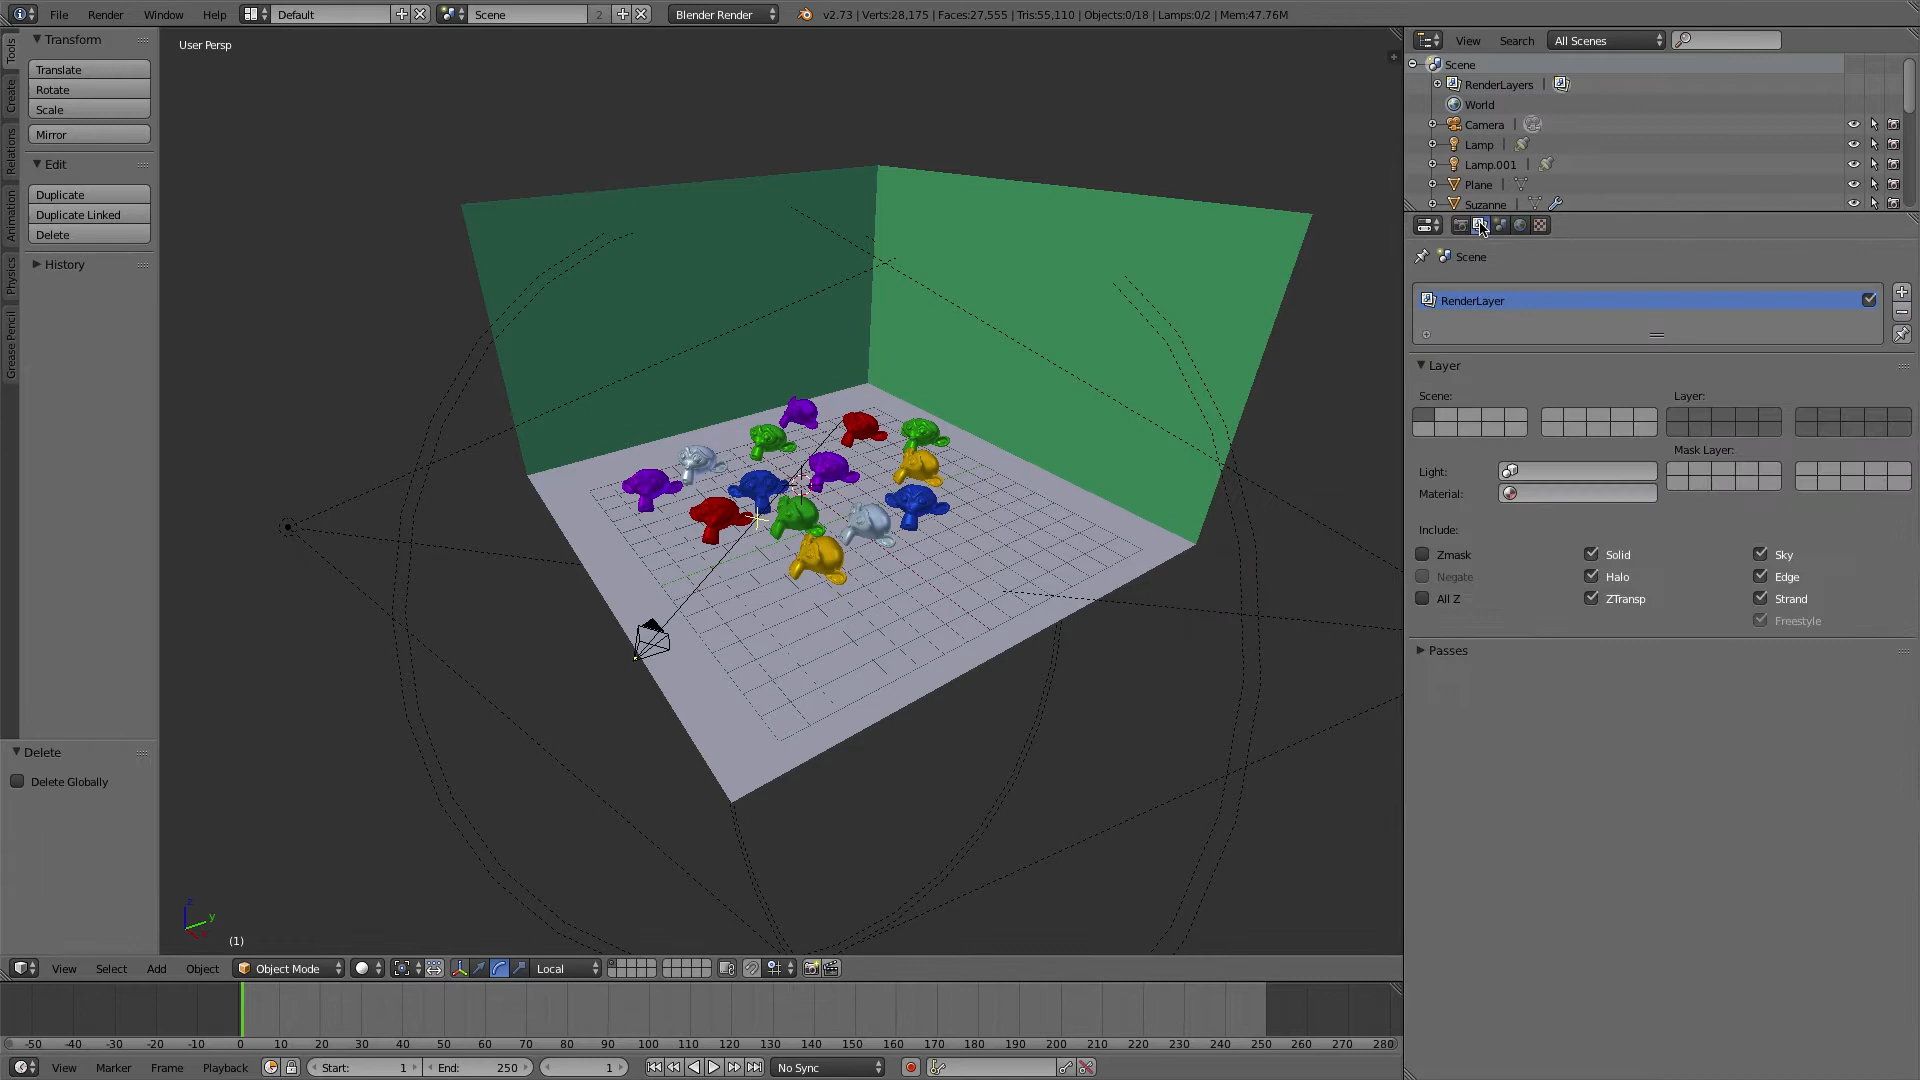 File Render Window Help Default Scene 2 Blender Render v2.73 | Verts:28,175 | Faces:27,555 | Tris:55,110 | Objects:0/18 | Lamps:0/2 | Mem:47.76M
Tools
Create
Relations
Animation
Physics
Grease Pencil
Transform
Translate
Rotate
Scale
Mirror
Edit
Duplicate
Duplicate Linked
Delete
History
Delete
Delete Globally
User Persp
z
y
(1)
View Select Add Object Object Mode Local
-50 -40 -30 -20 -10 0 10 20 30 40 50 60 70 80 90 100 110 120 130 140 150 160 170 180 190 200 210 220 230 240 250 260 270 280
View Marker Frame Playback Start: 1 End: 250 1 No Sync
View Search All Scenes
Scene
RenderLayers |
World
Camera |
Lamp |
Lamp.001 |
Plane |
Suzanne |
Scene
RenderLayer
Layer
Scene: Layer:
Mask Layer:
Light:
Material:
Include:
Zmask Solid Sky
Negate Halo Edge
All Z ZTransp Strand
Freestyle
Passes